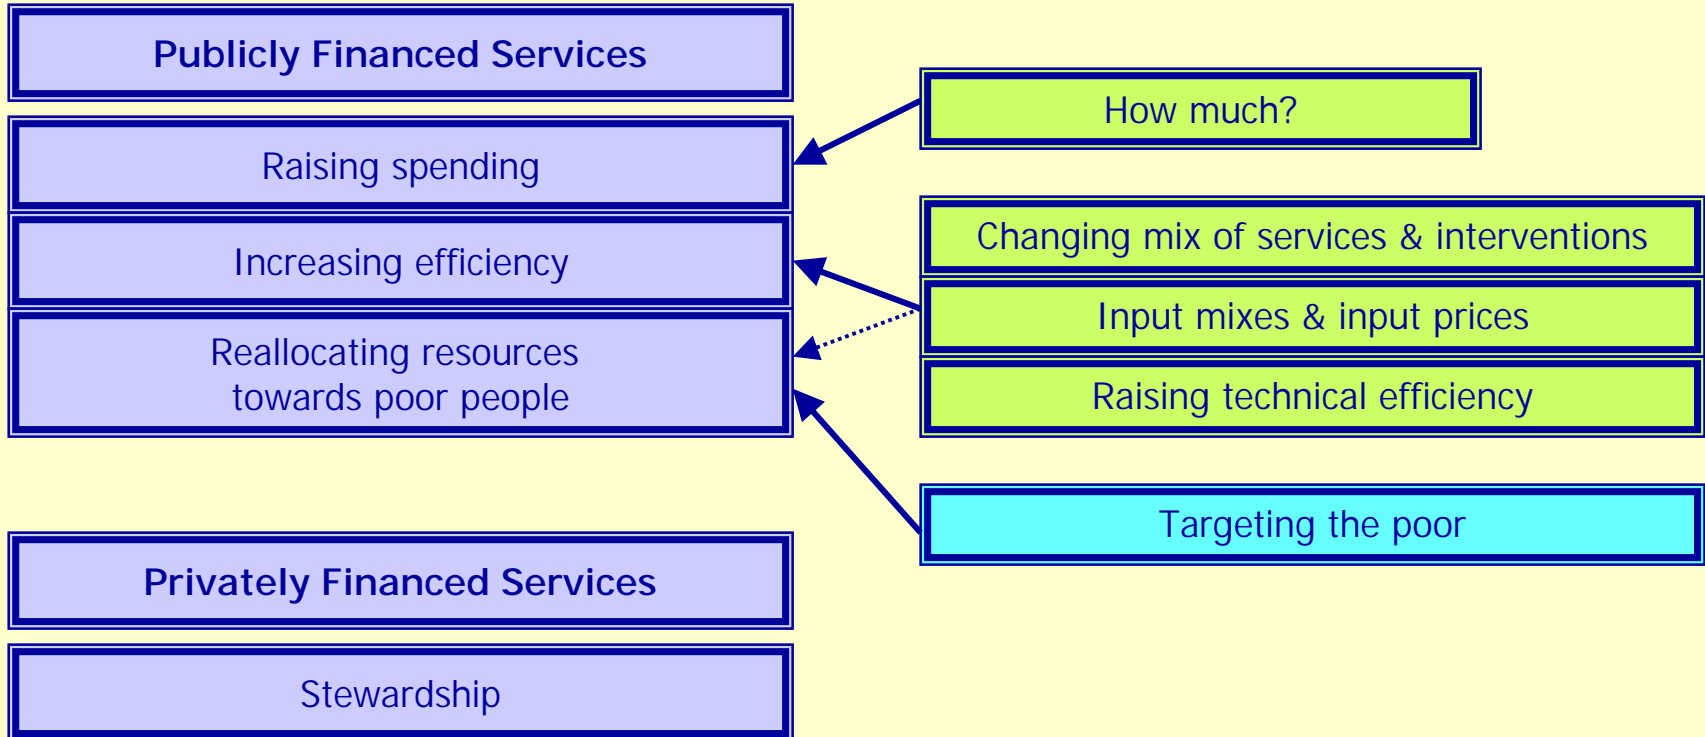 Publicly Financed Services
Raising spending
Increasing efficiency
Reallocating resources
towards poor people
Privately Financed Services
Stewardship
How much?
Changing mix of services & interventions
Input mixes & input prices
Raising technical efficiency
Targeting the poor